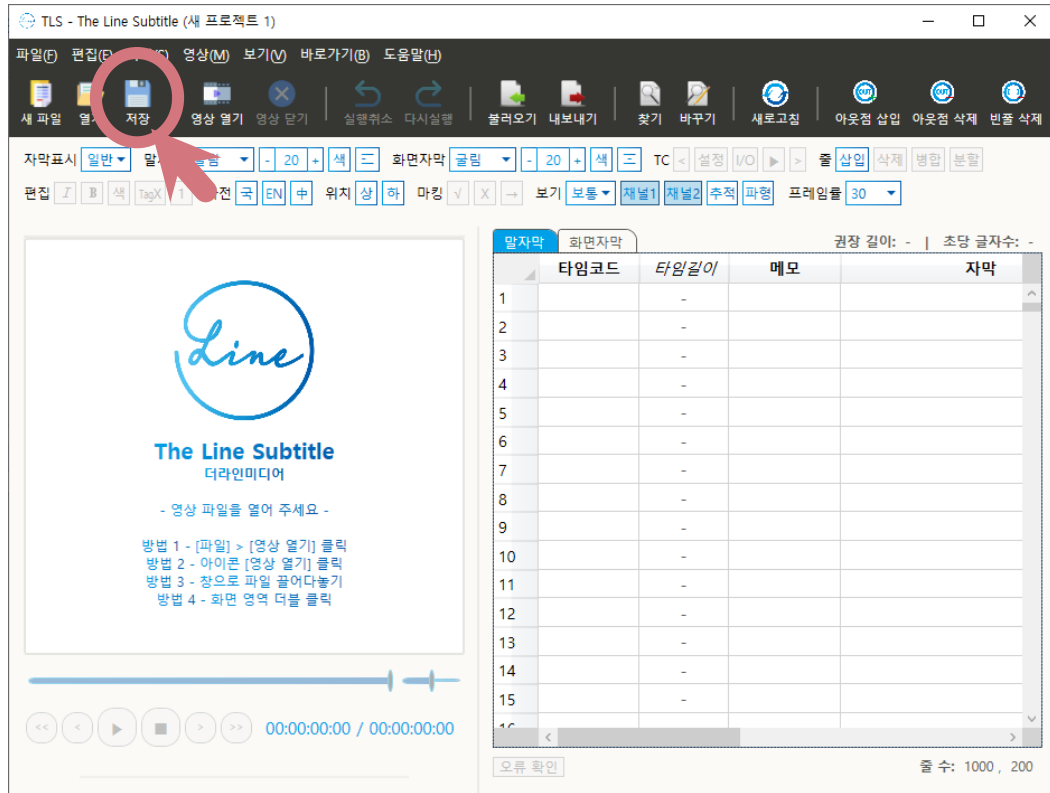 TLS - The Line Subtitle (새 프로젝트 1)
파일(F) 편집(E) 영상(M) 보기(V) 바로가기(B) 도움말(H)
새 파일 저장 영상 열기 영상 닫기 실행취소 다시실행 불러오기 내보내기 찾기 바꾸기 새로고침 아웃점 삽입 아웃점 삭제 빈줄 삭제
자막표시 일반 - 20 + 색 화면자막 굴림 - 20 + 색 TC < 설정 I/O > 줄 삽입 삭제 병합 분할
편집 I B 색 TagX 1 국 EN 中 위치 상 하 마킹 √ X → 보기 보통 채널1 채널2 추적 파형 프레임률 30
말자막 화면자막 권장 길이: - | 초당 글자수: -
타임코드 타임길이 메모 자막
1 -
2 -
3 -
4 -
5 -
6 -
7 -
8 -
9 -
10 -
11 -
12 -
13 -
14 -
15 -
Line
The Line Subtitle
더라인미디어
- 영상 파일을 열어 주세요 -
방법 1 - [파일] > [영상 열기] 클릭
방법 2 - 아이콘 [영상 열기] 클릭
방법 3 - 창으로 파일 끌어다놓기
방법 4 - 화면 영역 더블 클릭
<< < > >> 00:00:00:00 / 00:00:00:00
오류 확인 줄 수: 1000 , 200